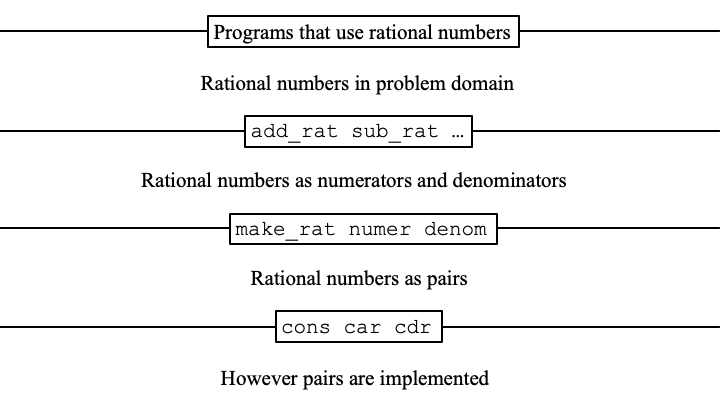 Programs that use rational numbers
Rational numbers in problem domain
add_rat sub_rat …
Rational numbers as numerators and denominators
make_rat numer denom
Rational numbers as pairs
cons car cdr
However pairs are implemented